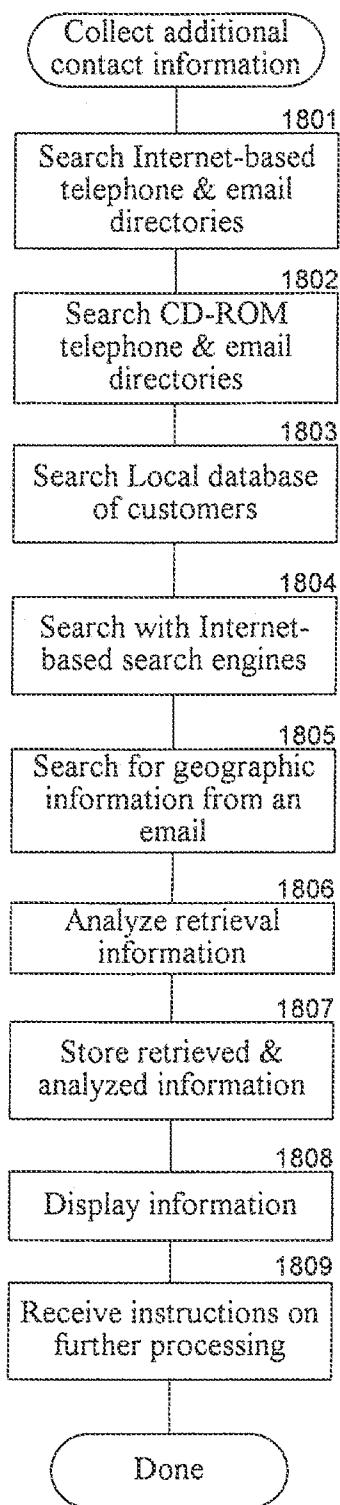 Collect additional
contact information
1801
Search Internet-based
telephone & email
directories
1802
Search CD-ROM
telephone & email
directories
1803
Search Local database
of customers
1804
Search with Internet-
based search engines
1805
Search for geographic
information from an
email
1806
Analyze retrieval
information
1807
Store retrieved &
analyzed information
1808
Display information
1809
Receive instructions on
further processing
Done